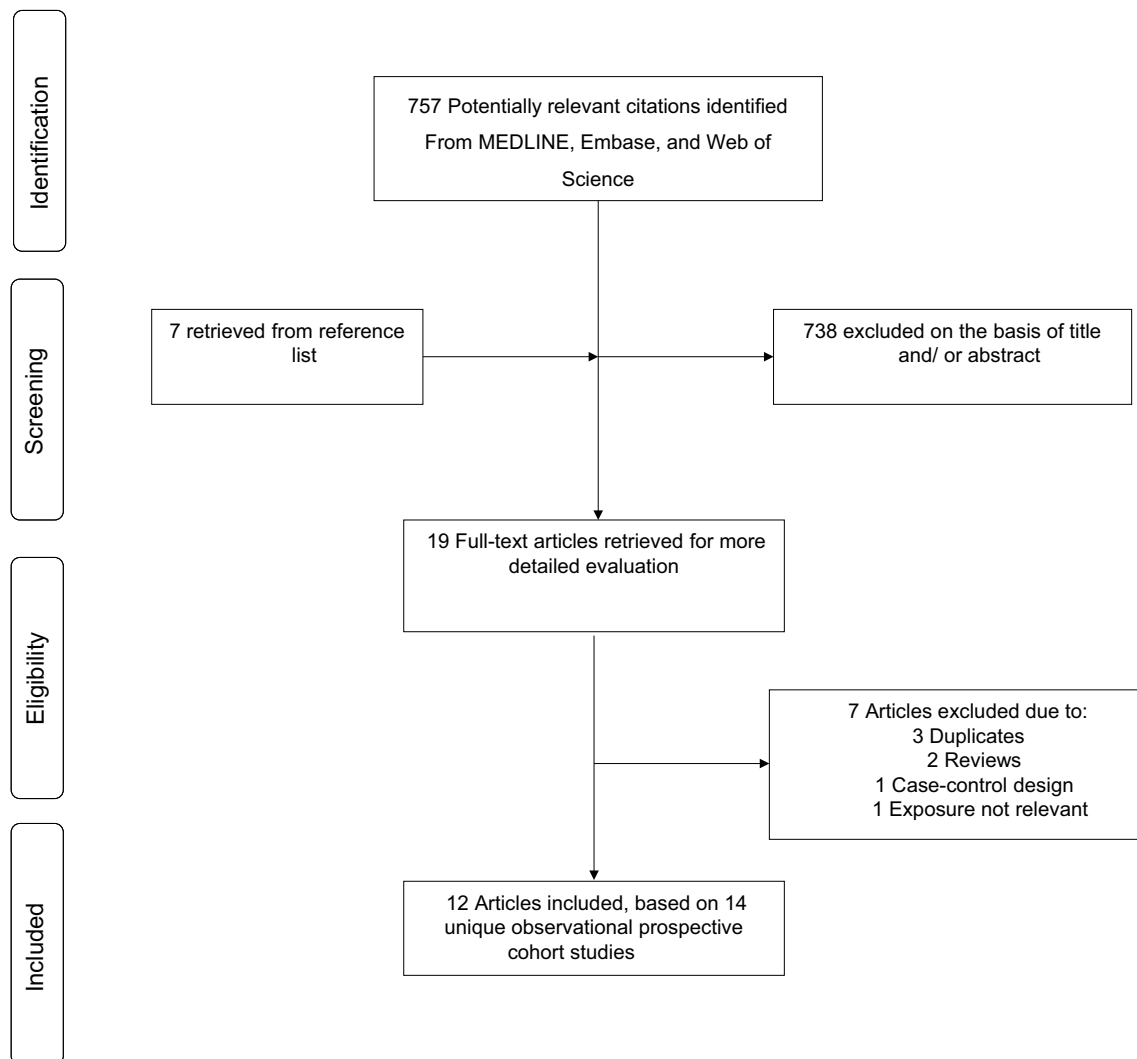 Identification
757 Potentially relevant citations identified
From MEDLINE, Embase, and Web of
Science
Screening
7 retrieved from reference
list
738 excluded on the basis of title
and/ or abstract
19 Full-text articles retrieved for more
detailed evaluation
Eligibility
7 Articles excluded due to:
3 Duplicates
2 Reviews
1 Case-control design
1 Exposure not relevant
Included
12 Articles included, based on 14
unique observational prospective
cohort studies